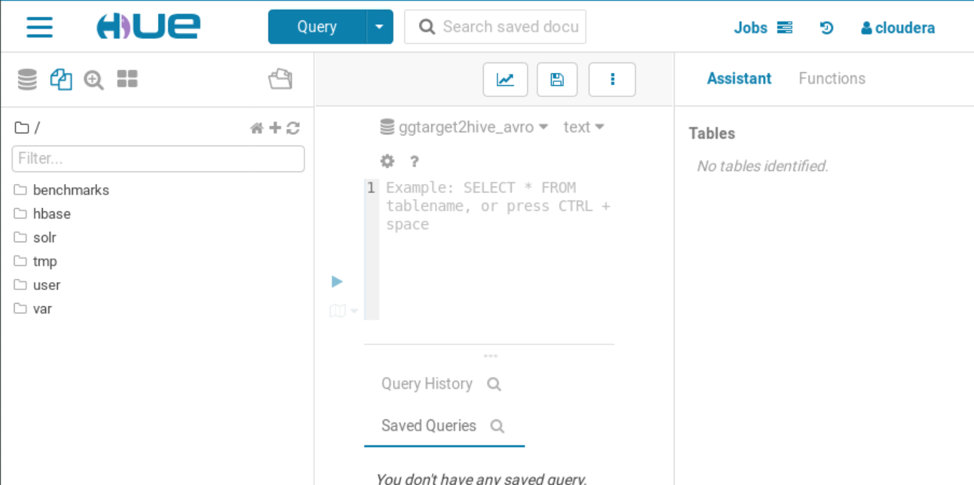 HUE
Query
Search saved docu
Jobs
cloudera
Assistant
Functions
/
Filter...
benchmarks
hbase
solr
tmp
user
var
ggtarget2hive_avro
text
?
1
Example: SELECT * FROM
tablename, or press CTRL +
space
Query History
Saved Queries
You don't have any saved query.
Tables
No tables identified.